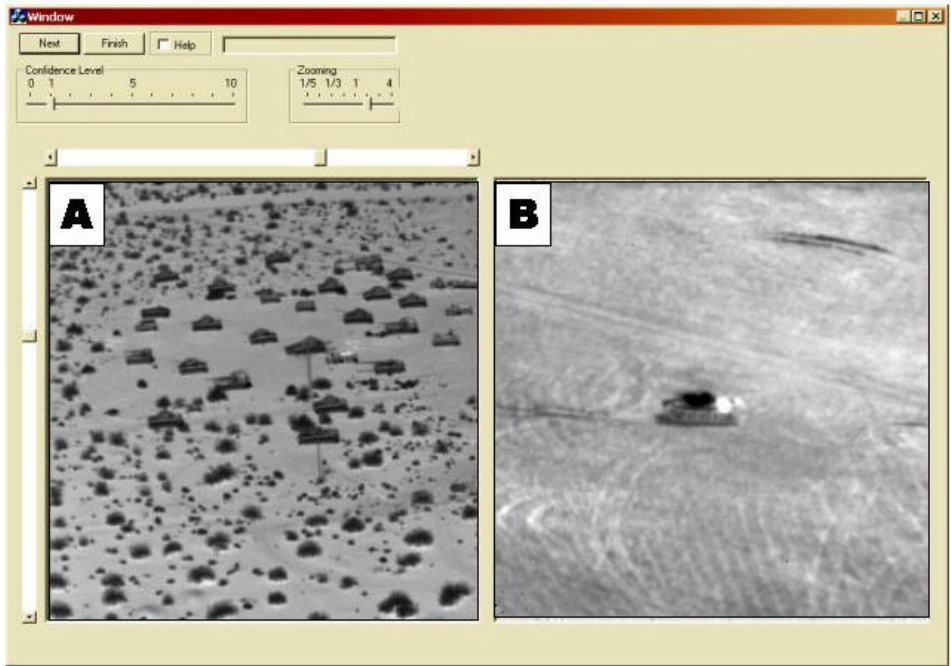 Window
Next Finish Help
Confidence Level
0 1 5 10
Zooming
1/5 1/3 1 4
A
B